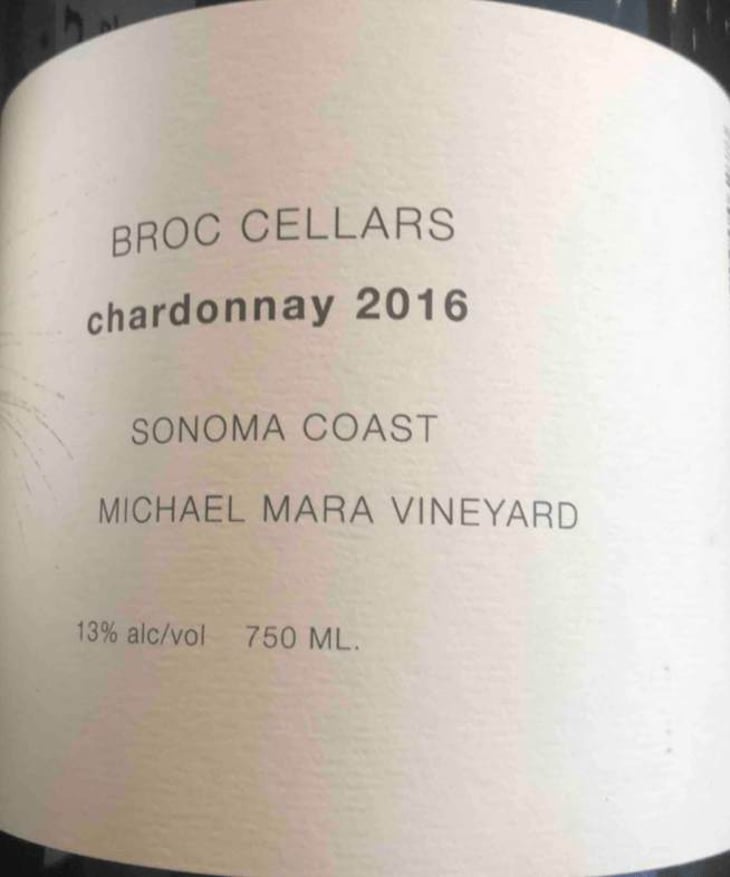 BROC CELLARS
chardonnay 2016
SONOMA COAST
MICHAEL MARA VINEYARD
13% alc/vol 750 ML.